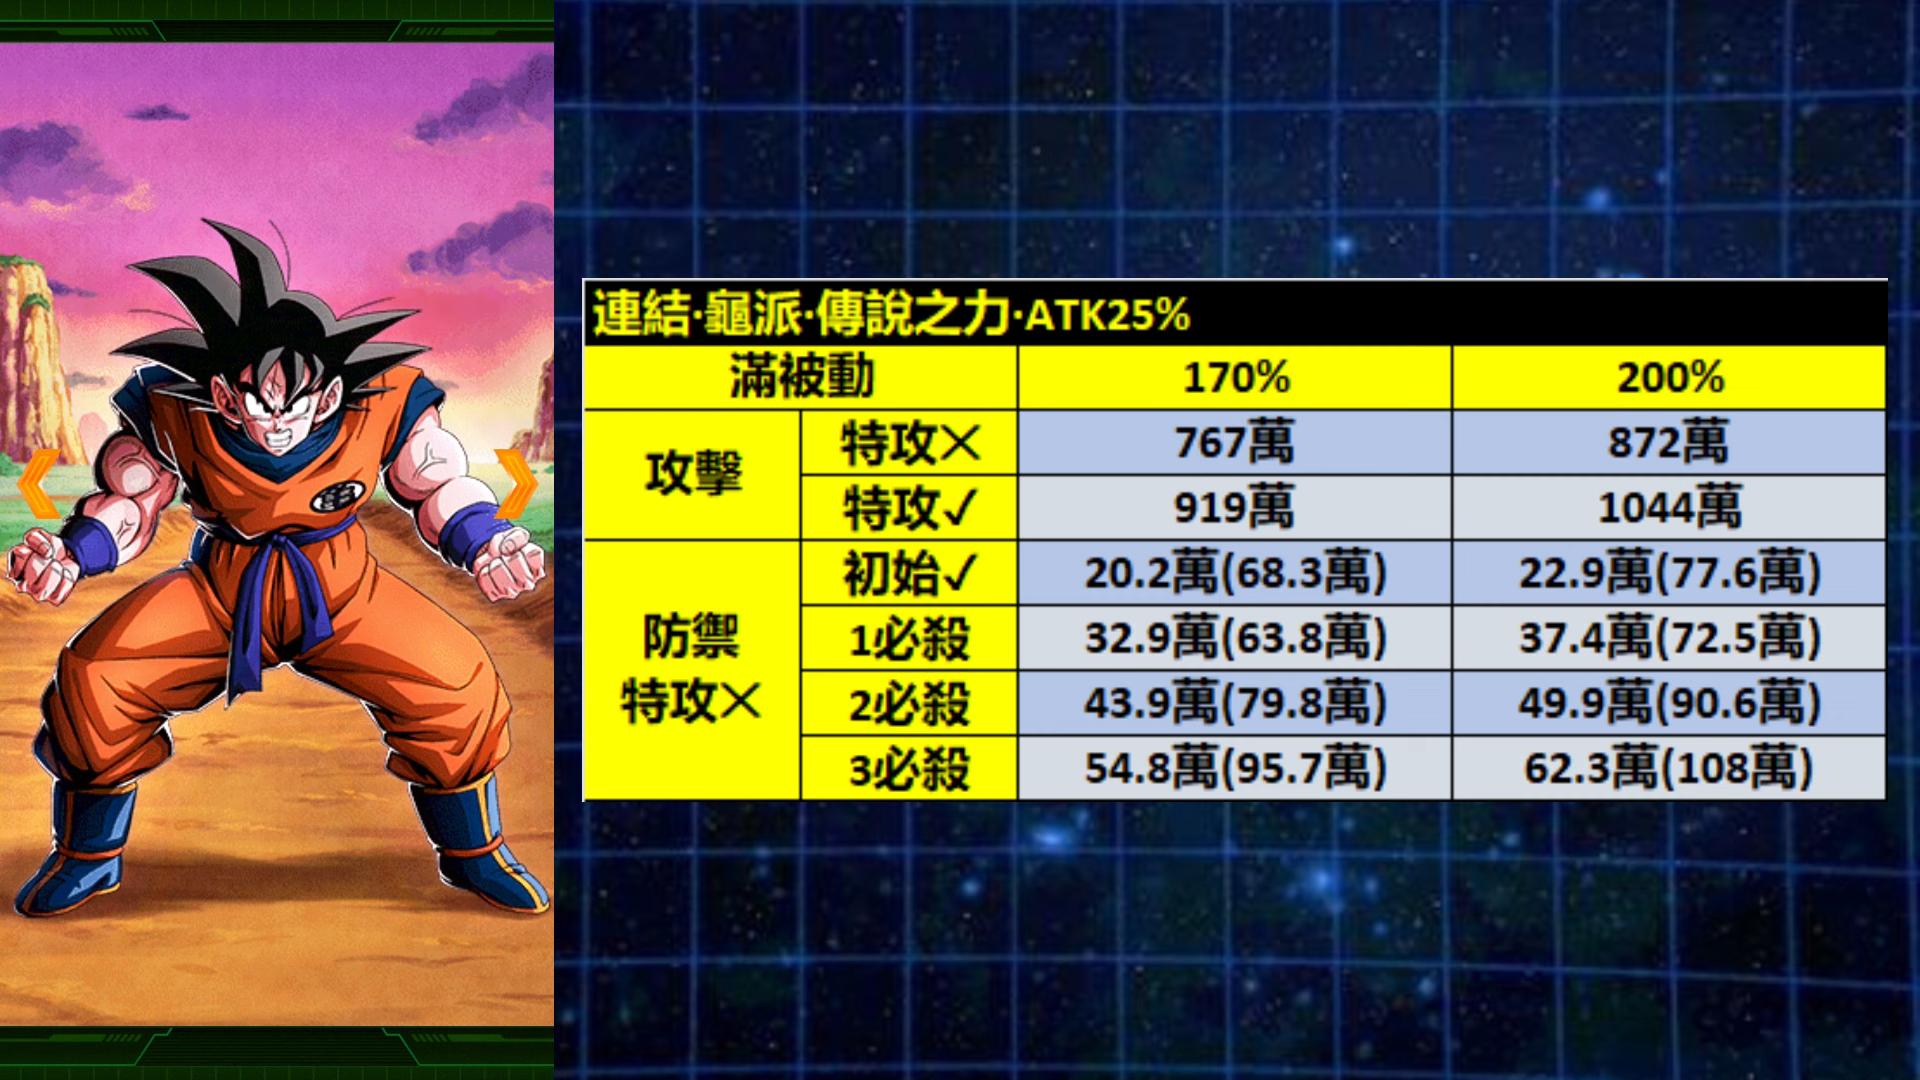 連結·龜派·傳說之力·ATK25%
滿被動 170% 200%
攻擊 特攻✕ 767萬 872萬
特攻✓ 919萬 1044萬
防禦 特攻✕ 初始✓ 20.2萬(68.3萬) 22.9萬(77.6萬)
1必殺 32.9萬(63.8萬) 37.4萬(72.5萬)
2必殺 43.9萬(79.8萬) 49.9萬(90.6萬)
3必殺 54.8萬(95.7萬) 62.3萬(108萬)